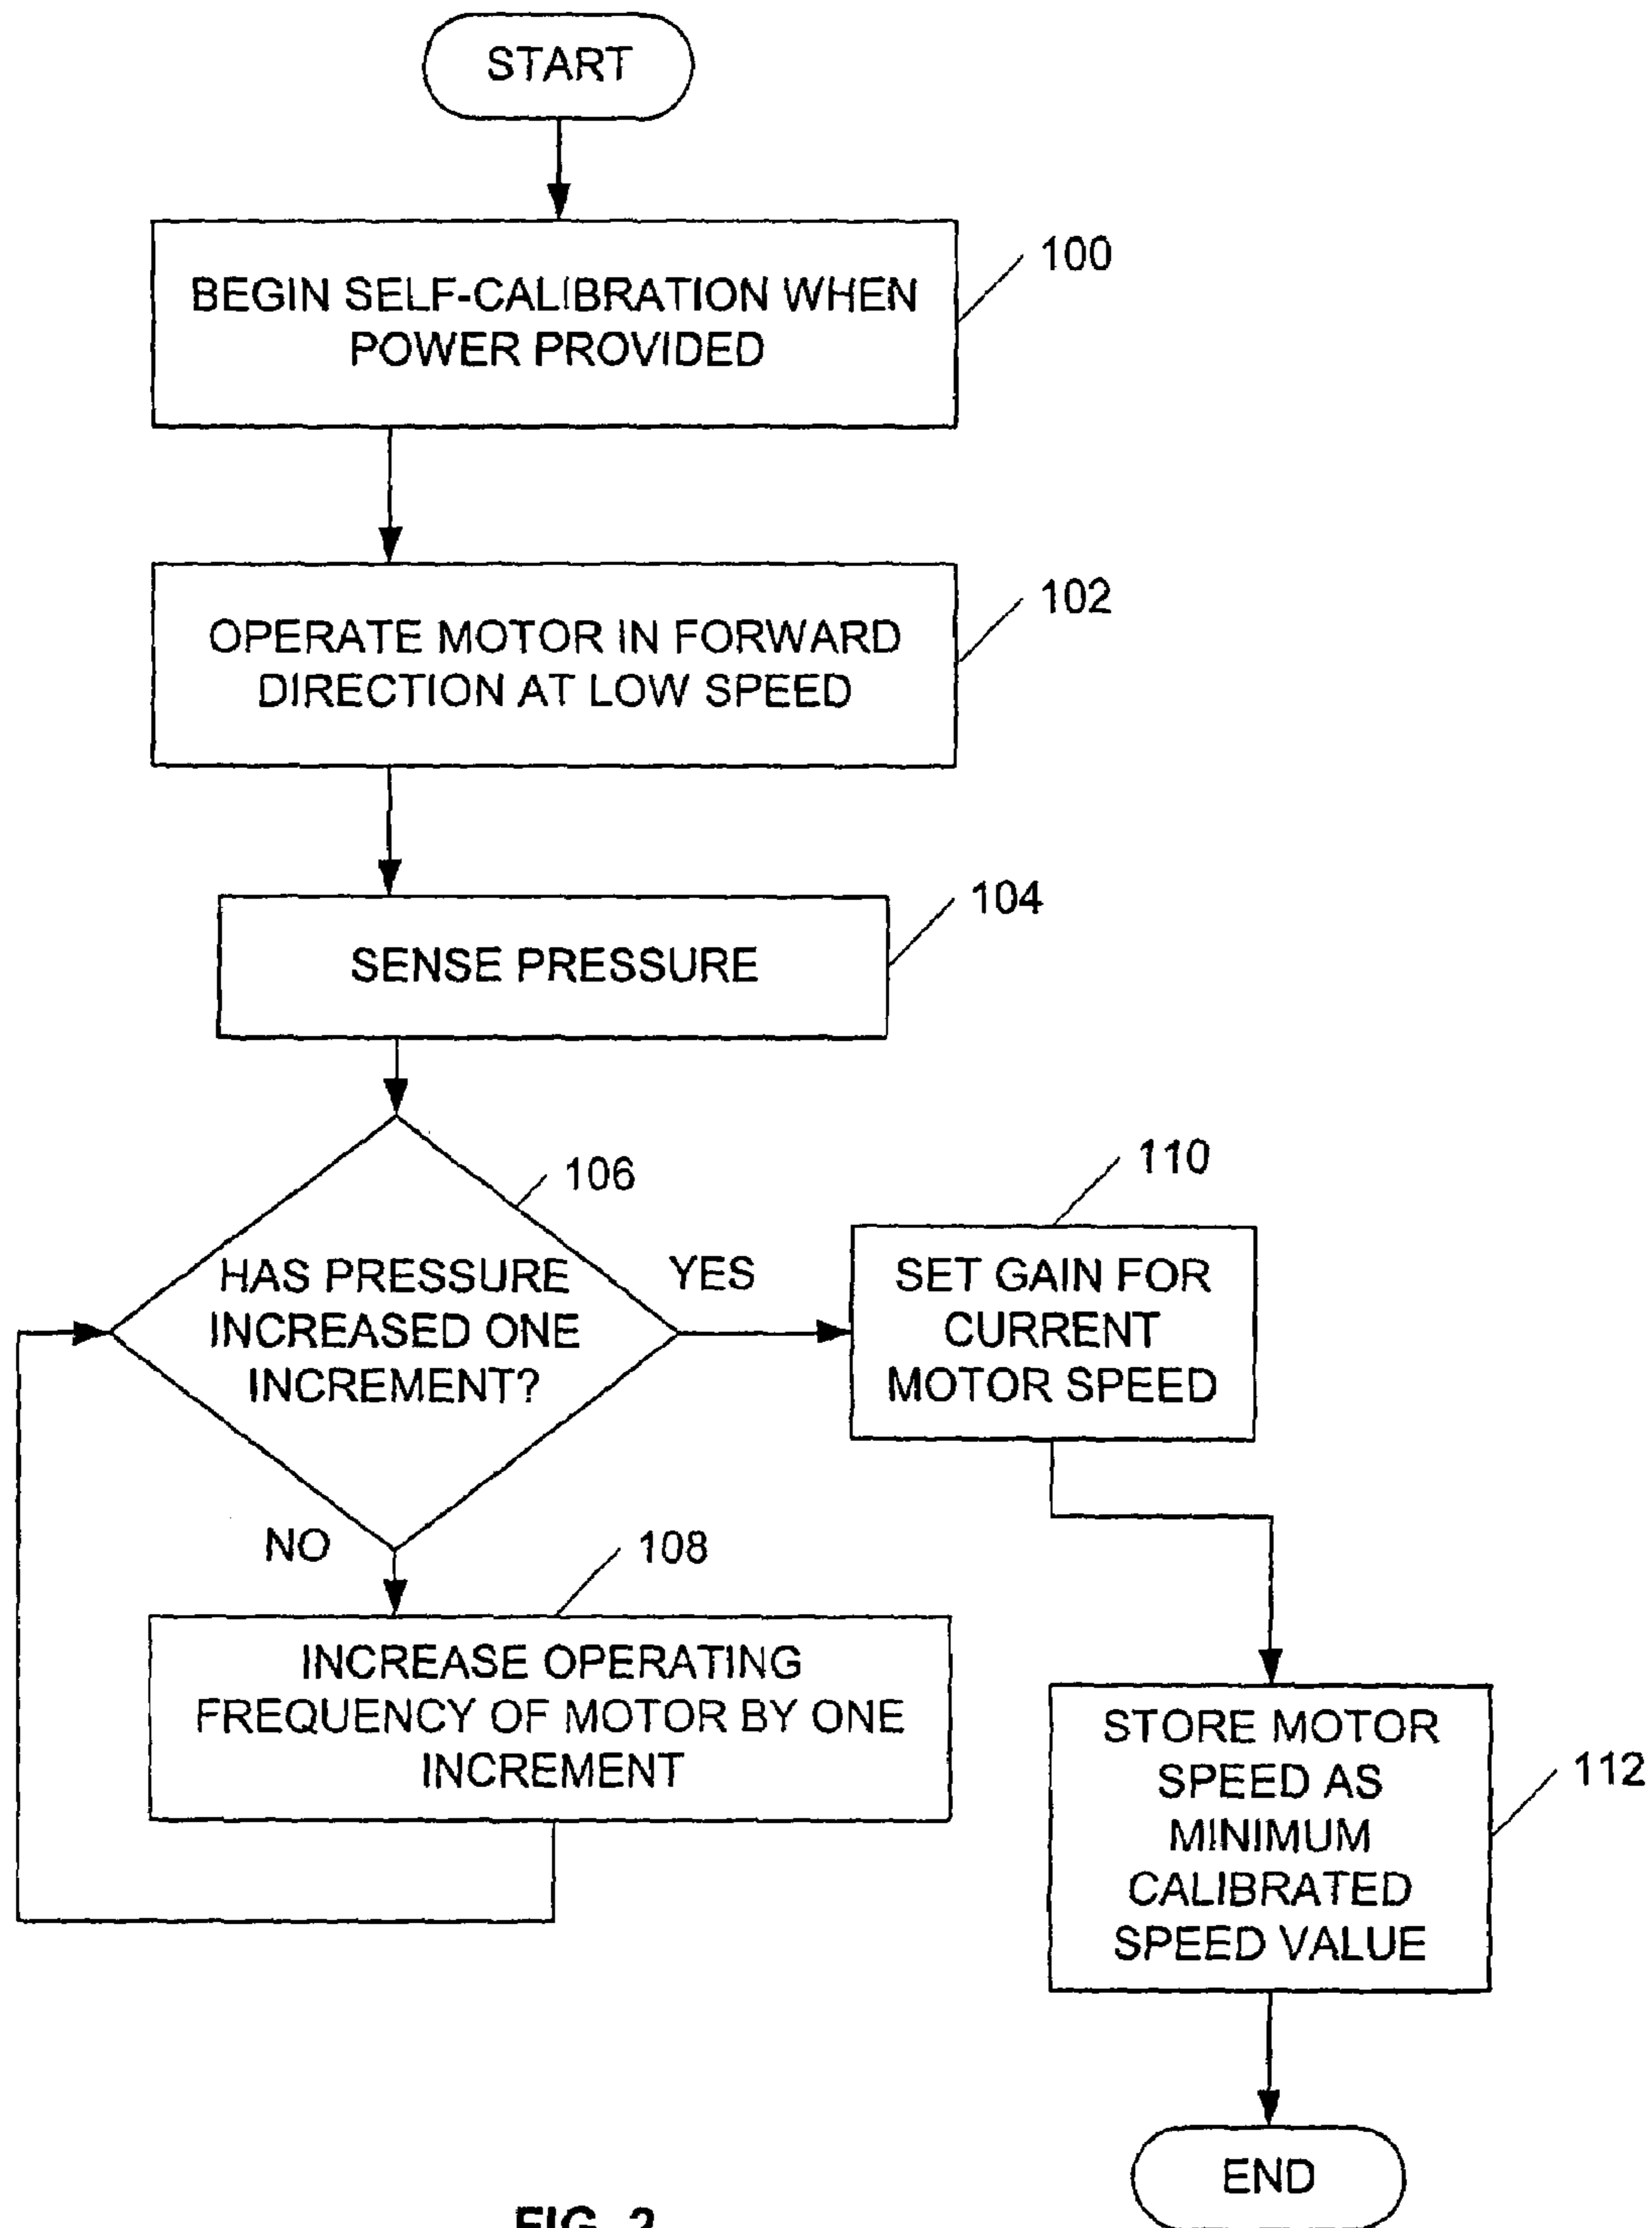 START
BEGIN SELF-CALIBRATION WHEN
POWER PROVIDED
100
OPERATE MOTOR IN FORWARD
DIRECTION AT LOW SPEED
102
SENSE PRESSURE
104
HAS PRESSURE
INCREASED ONE
INCREMENT?
106
YES
SET GAIN FOR
CURRENT
MOTOR SPEED
110
NO
INCREASE OPERATING
FREQUENCY OF MOTOR BY ONE
INCREMENT
108
STORE MOTOR
SPEED AS
MINIMUM
CALIBRATED
SPEED VALUE
112
END
FIG. 2